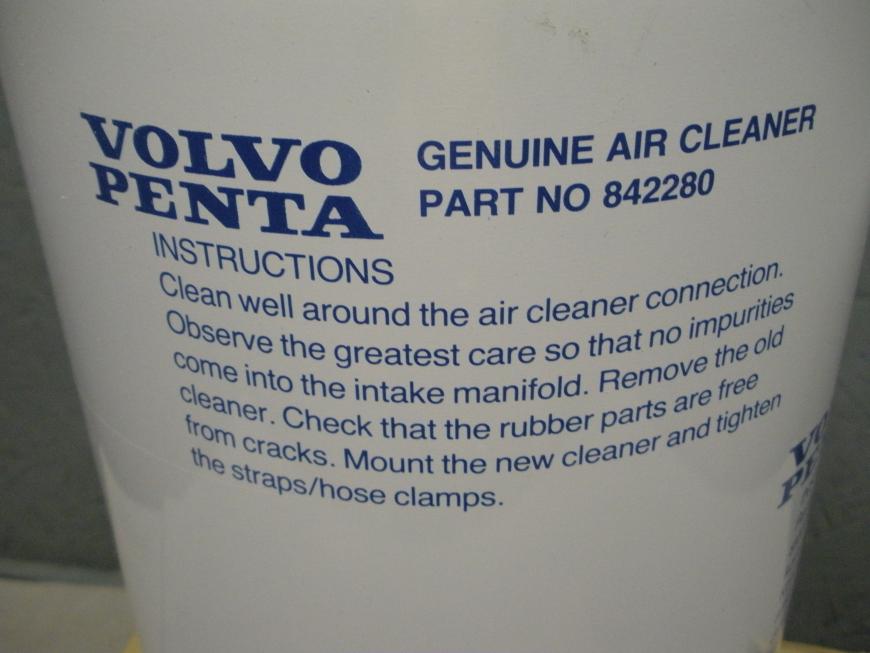 VOLVO
PENTA
GENUINE AIR CLEANER
PART NO 842280
INSTRUCTIONS
Clean well around the air cleaner connection.
Observe the greatest care so that no impurities
come into the intake manifold. Remove the old
cleaner. Check that the rubber parts are free
from cracks. Mount the new cleaner and tighten
the straps/hose clamps.